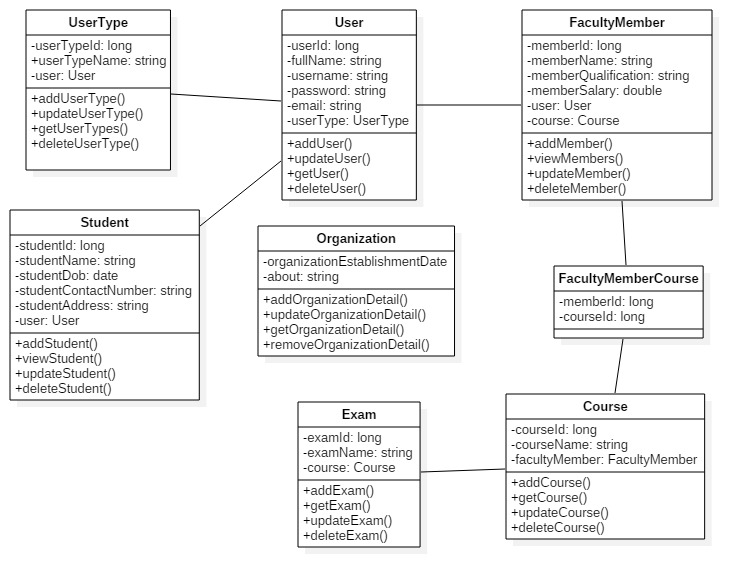 UserType
-userTypeId: long
+userTypeName: string
-user: User
+addUserType()
+updateUserType()
+getUserTypes()
+deleteUserType()
User
-userId: long
-fullName: string
-username: string
-password: string
-email: string
-userType: UserType
+addUser()
+updateUser()
+getUser()
+deleteUser()
FacultyMember
-memberId: long
-memberName: string
-memberQualification: string
-memberSalary: double
-user: User
-course: Course
+addMember()
+viewMembers()
+updateMember()
+deleteMember()
Student
-studentId: long
-studentName: string
-studentDob: date
-studentContactNumber: string
-studentAddress: string
-user: User
+addStudent()
+viewStudent()
+updateStudent()
+deleteStudent()
Organization
-organizationEstablishmentDate
-about: string
+addOrganizationDetail()
+updateOrganizationDetail()
+getOrganizationDetail()
+removeOrganizationDetail()
FacultyMemberCourse
-memberId: long
-courseId: long
Exam
-examId: long
-examName: string
-course: Course
+addExam()
+getExam()
+updateExam()
+deleteExam()
Course
-courseId: long
-courseName: string
-facultyMember: FacultyMember
+addCourse()
+getCourse()
+updateCourse()
+deleteCourse()